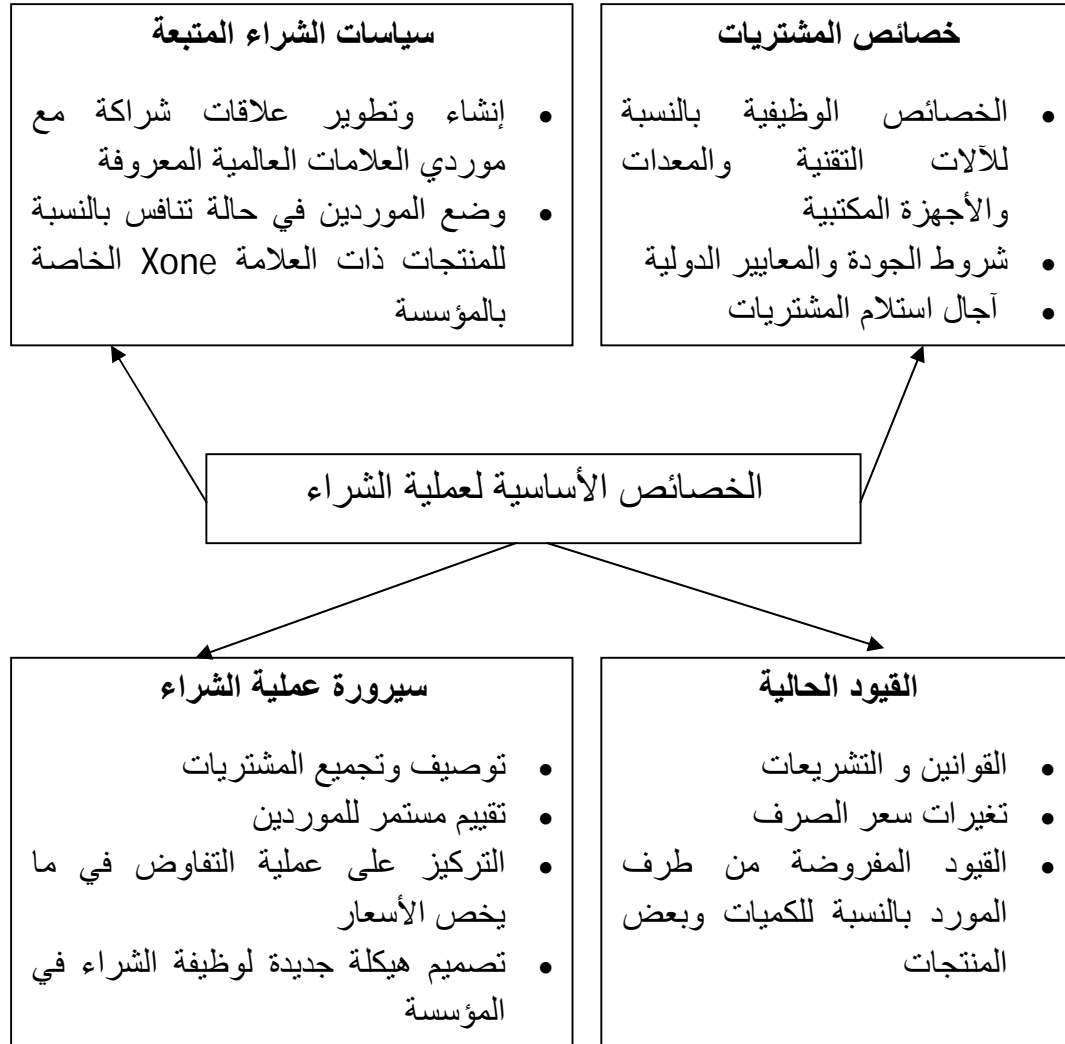 خصائص المشتريات
• الخصائص الوظيفية بالنسبة
للآلات التقنية والمعدات
والأجهزة المكتبية
• شروط الجودة والمعايير الدولية
• آجال استلام المشتريات
سياسات الشراء المتبعة
• إنشاء وتطوير علاقات شراكة مع
موردي العلامات العالمية المعروفة
• وضع الموردين في حالة تنافس بالنسبة
للمنتجات ذات العلامة Xone الخاصة
بالمؤسسة
الخصائص الأساسية لعملية الشراء
القيود الحالية
• القوانين و التشريعات
• تغيرات سعر الصرف
• القيود المفروضة من طرف
المورد بالنسبة للكميات وبعض
المنتجات
سيرورة عملية الشراء
• توصيف وتجميع المشتريات
• تقييم مستمر للموردين
• التركيز على عملية التفاوض في ما
يخص الأسعار
• تصميم هيكلة جديدة لوظيفة الشراء في
المؤسسة